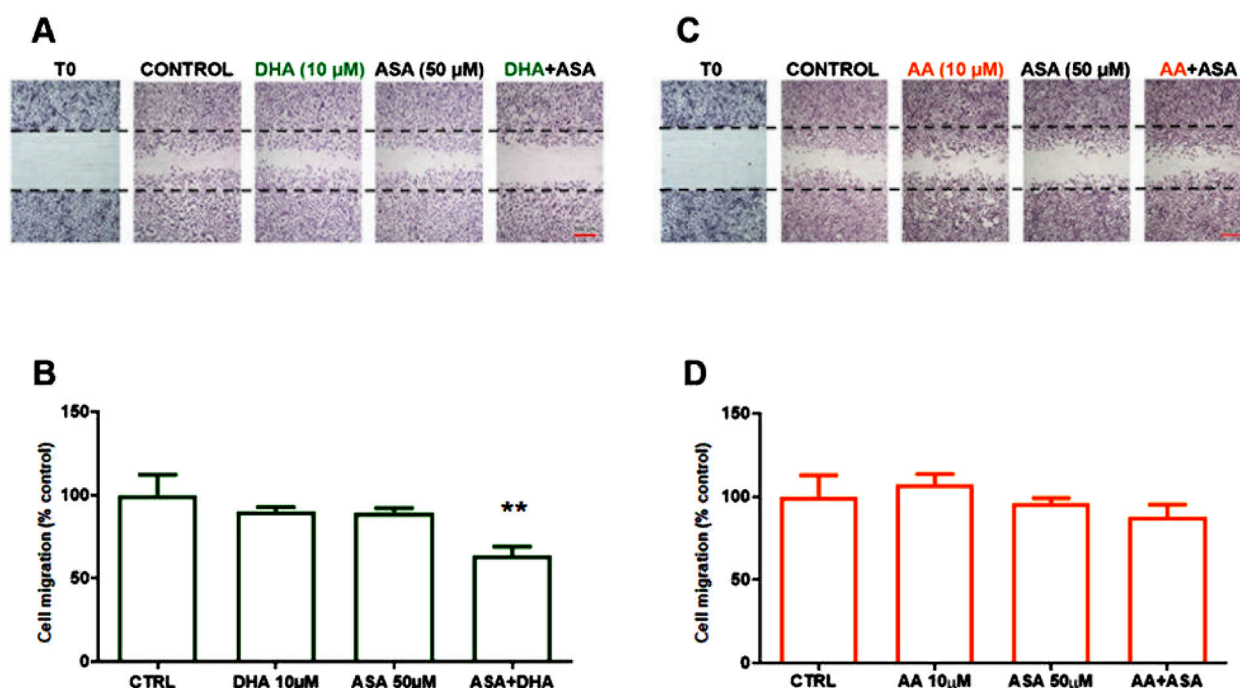 A
T0 CONTROL DHA (10 µM) ASA (50 µM) DHA+ASA
C
T0 CONTROL AA (10 µM) ASA (50 µM) AA+ASA
B
Cell migration (% control)
150
100
50
0
**
CTRL DHA 10µM ASA 50µM ASA+DHA
D
Cell migration (% control)
150
100
50
0
CTRL AA 10µM ASA 50µM AA+ASA